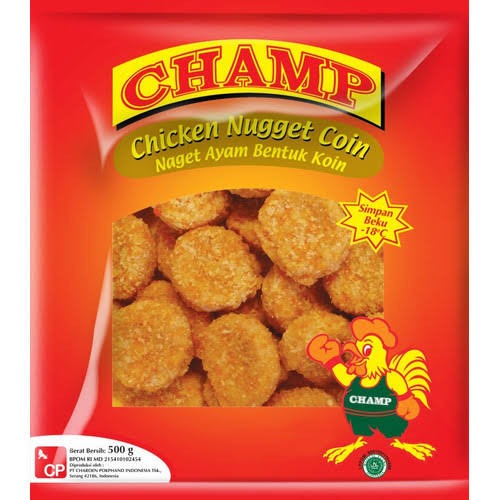 CHAMP
Chicken Nugget Coin
Naget Ayam Bentuk Koin
Simpan
Beku
-18°C
CHAMP
CP
Berat Bersih: 500 g
BPOM RI MD 215410102454
Diproduksi oleh :
PT CHAROEN POKPHAND INDONESIA Tbk.,
Serang 42186, Indonesia
HALAL